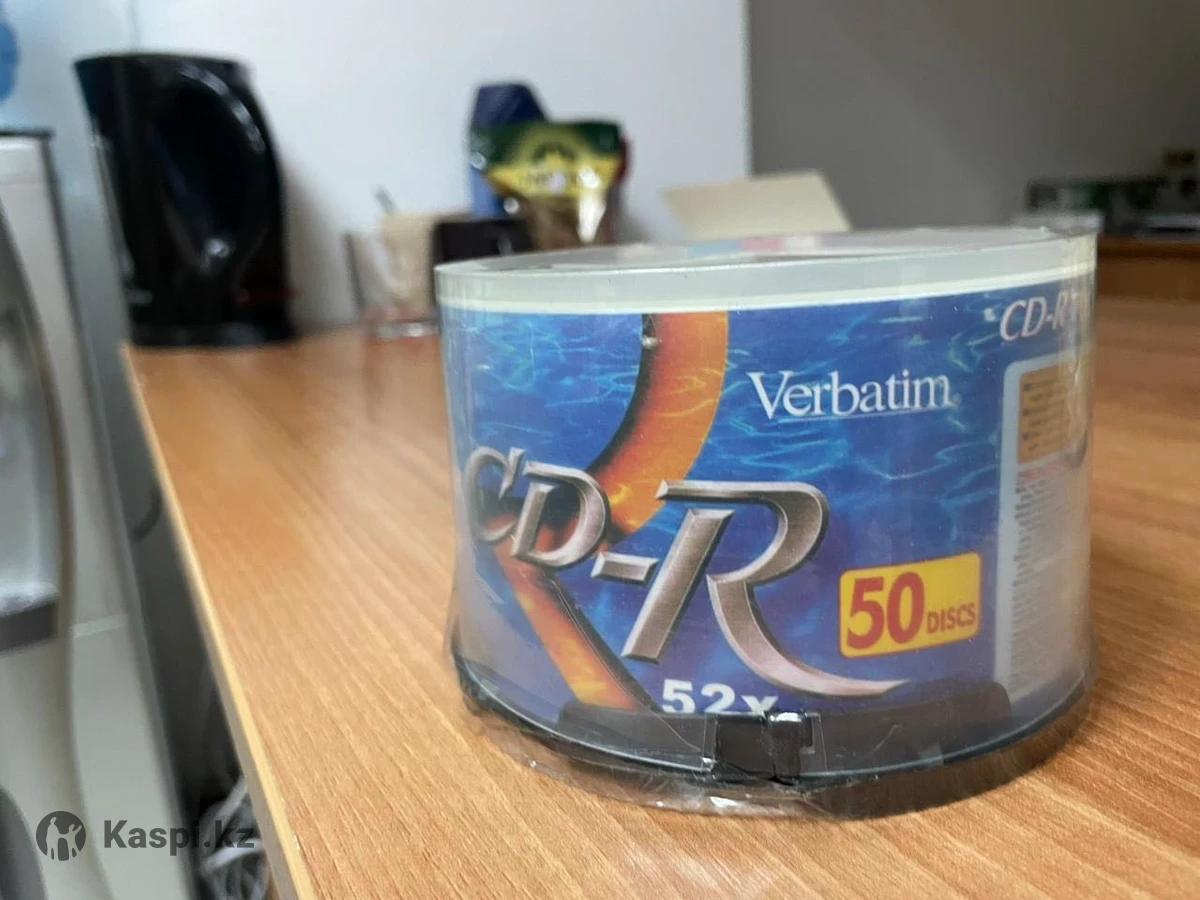 CD-R
Verbatim
CD-R
50 DISCS
52x
Kaspi.kz